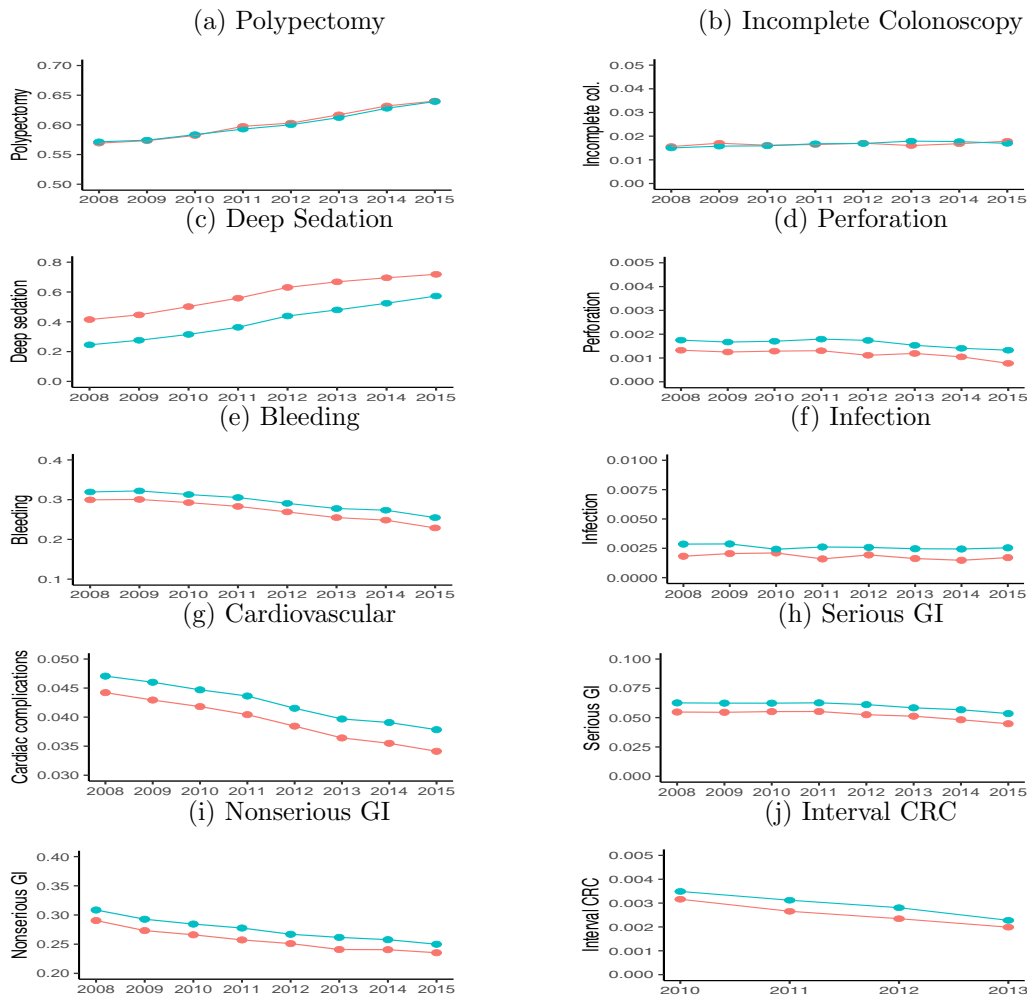 (a) Polypectomy
Polypectomy
0.70
0.65
0.60
0.55
0.50
2008 2009 2010 2011 2012 2013 2014 2015
(b) Incomplete Colonoscopy
Incomplete col.
0.05
0.04
0.03
0.02
0.01
0.00
2008 2009 2010 2011 2012 2013 2014 2015
(c) Deep Sedation
Deep sedation
0.8
0.6
0.4
0.2
0.0
2008 2009 2010 2011 2012 2013 2014 2015
(d) Perforation
Perforation
0.005
0.004
0.003
0.002
0.001
0.000
2008 2009 2010 2011 2012 2013 2014 2015
(e) Bleeding
Bleeding
0.4
0.3
0.2
0.1
2008 2009 2010 2011 2012 2013 2014 2015
(f) Infection
Infection
0.0100
0.0075
0.0050
0.0025
0.0000
2008 2009 2010 2011 2012 2013 2014 2015
(g) Cardiovascular
Cardiac complications
0.050
0.045
0.040
0.035
0.030
2008 2009 2010 2011 2012 2013 2014 2015
(h) Serious GI
Serious GI
0.100
0.075
0.050
0.025
0.000
2008 2009 2010 2011 2012 2013 2014 2015
(i) Nonserious GI
Nonserious GI
0.40
0.35
0.30
0.25
0.20
2008 2009 2010 2011 2012 2013 2014 2015
(j) Interval CRC
Interval CRC
0.005
0.004
0.003
0.002
0.001
0.000
2010 2011 2012 2013